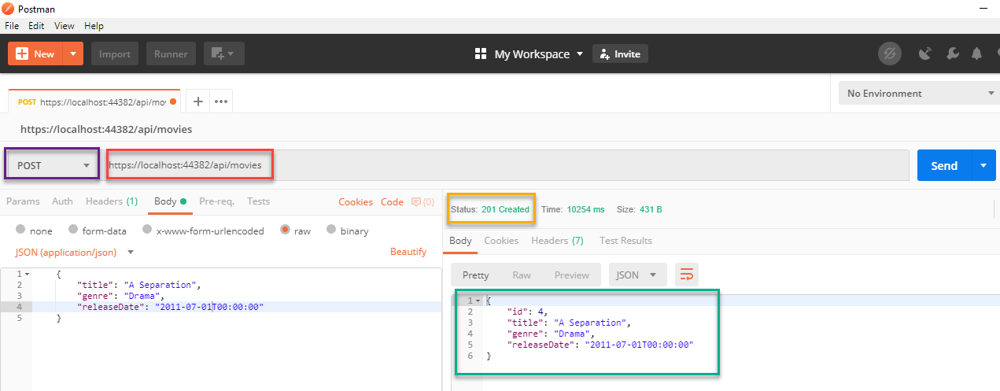 Postman
File Edit View Help
New Import Runner My Workspace Invite
POST https://localhost:44382/api/mov No Environment
https://localhost:44382/api/movies
POST https://localhost:44382/api/movies Send
Params Auth Headers (1) Body Pre-req. Tests Cookies Code (0)
Status: 201 Created Time: 10254 ms Size: 431 B
none form-data x-www-form-urlencoded raw binary
JSON (application/json) Beautify
1 {
2 "title": "A Separation",
3 "genre": "Drama",
4 "releaseDate": "2011-07-01T00:00:00"
5 }
Body Cookies Headers (7) Test Results
Pretty Raw Preview JSON
1 {
2 "id": 4,
3 "title": "A Separation",
4 "genre": "Drama",
5 "releaseDate": "2011-07-01T00:00:00"
6 }